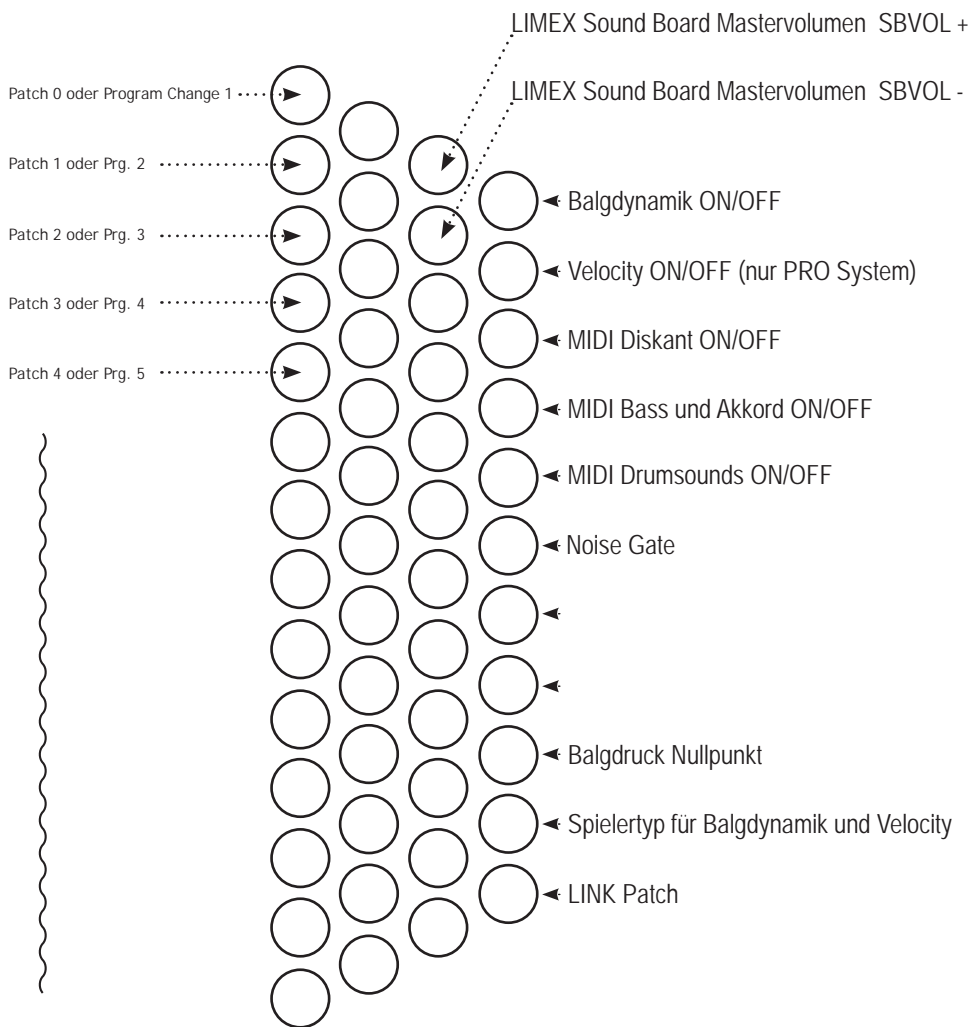 LIMEX Sound Board Mastervolumen SBVOL +
Patch 0 oder Program Change 1
LIMEX Sound Board Mastervolumen SBVOL -
Patch 1 oder Prg. 2
Balgdynamik ON/OFF
Patch 2 oder Prg. 3
Velocity ON/OFF (nur PRO System)
Patch 3 oder Prg. 4
MIDI Diskant ON/OFF
Patch 4 oder Prg. 5
MIDI Bass und Akkord ON/OFF
MIDI Drumsounds ON/OFF
Noise Gate
Balgdruck Nullpunkt
Spielertyp für Balgdynamik und Velocity
LINK Patch